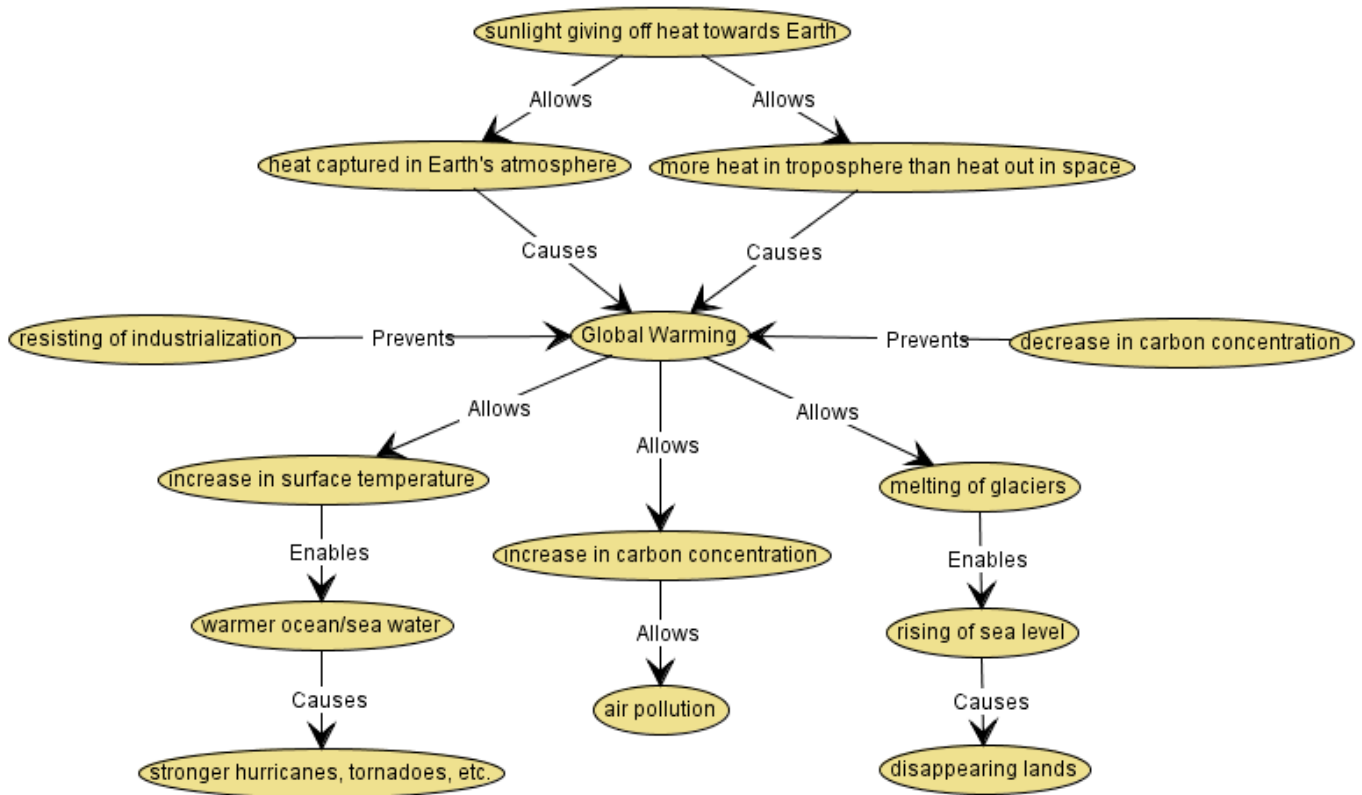 sunlight giving off heat towards Earth
Allows
Allows
heat captured in Earth's atmosphere
more heat in troposphere than heat out in space
Causes
Causes
resisting of industrialization
Prevents
Global Warming
Prevents
decrease in carbon concentration
Allows
Allows
Allows
increase in surface temperature
melting of glaciers
Enables
increase in carbon concentration
Enables
warmer ocean/sea water
Allows
rising of sea level
Causes
air pollution
Causes
stronger hurricanes, tornadoes, etc.
disappearing lands